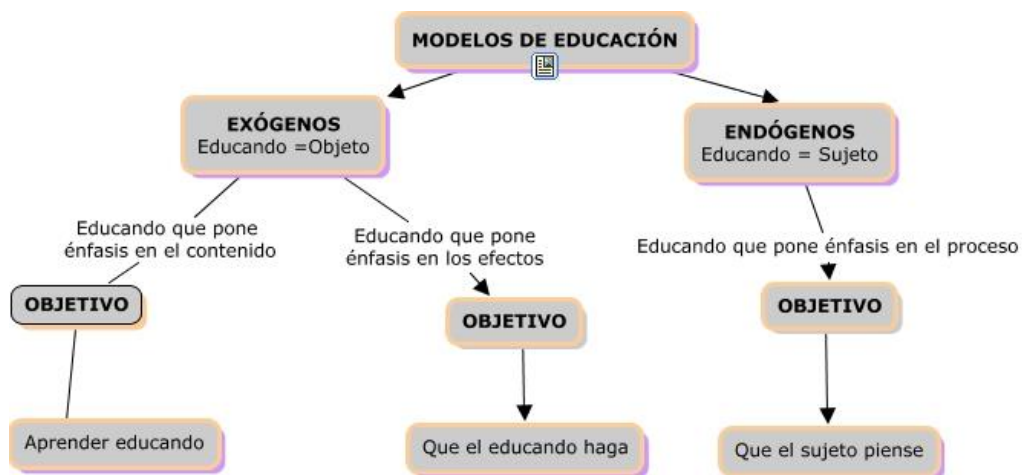 MODELOS DE EDUCACIÓN
EXÓGENOS
Educando =Objeto
ENDÓGENOS
Educando = Sujeto
Educando que pone
énfasis en el contenido
Educando que pone
énfasis en los efectos
Educando que pone énfasis en el proceso
OBJETIVO
OBJETIVO
OBJETIVO
Aprender educando
Que el educando haga
Que el sujeto piense